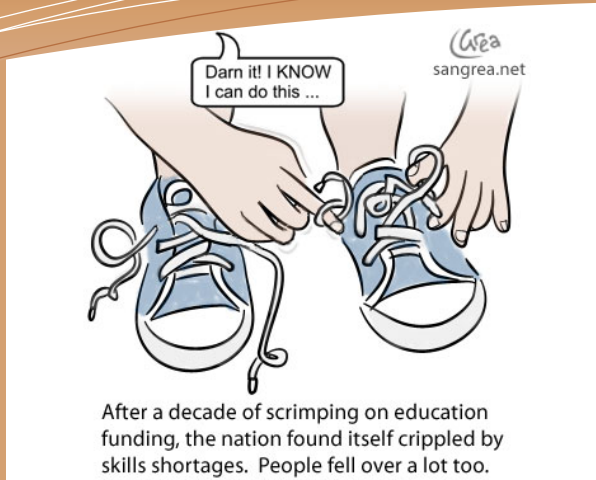 Grea
sangrea.net
Darn it! I KNOW
I can do this ...
After a decade of scrimping on education
funding, the nation found itself crippled by
skills shortages.  People fell over a lot too.